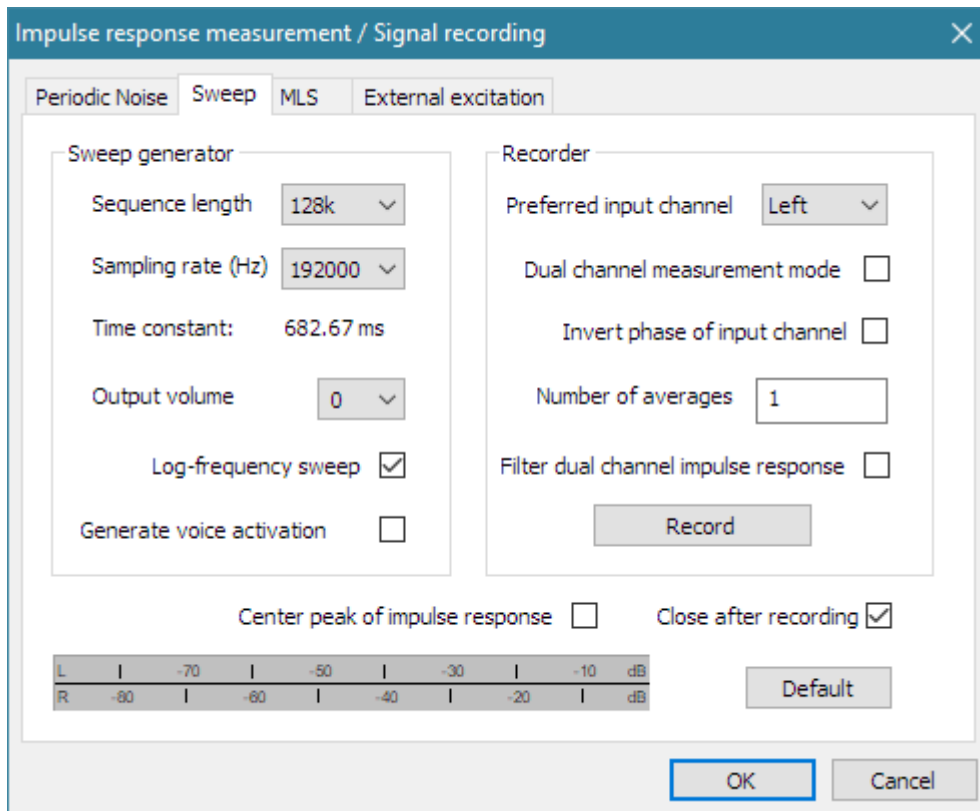 Impulse response measurement / Signal recording
Periodic Noise Sweep MLS External excitation
Sweep generator
Sequence length 128k
Sampling rate (Hz) 192000
Time constant: 682.67 ms
Output volume 0
Log-frequency sweep
Generate voice activation
Recorder
Preferred input channel Left
Dual channel measurement mode
Invert phase of input channel
Number of averages 1
Filter dual channel impulse response
Record
Center peak of impulse response Close after recording
L -70 -50 -30 -10 dB
R -80 -60 -40 -20 dB
Default
OK Cancel